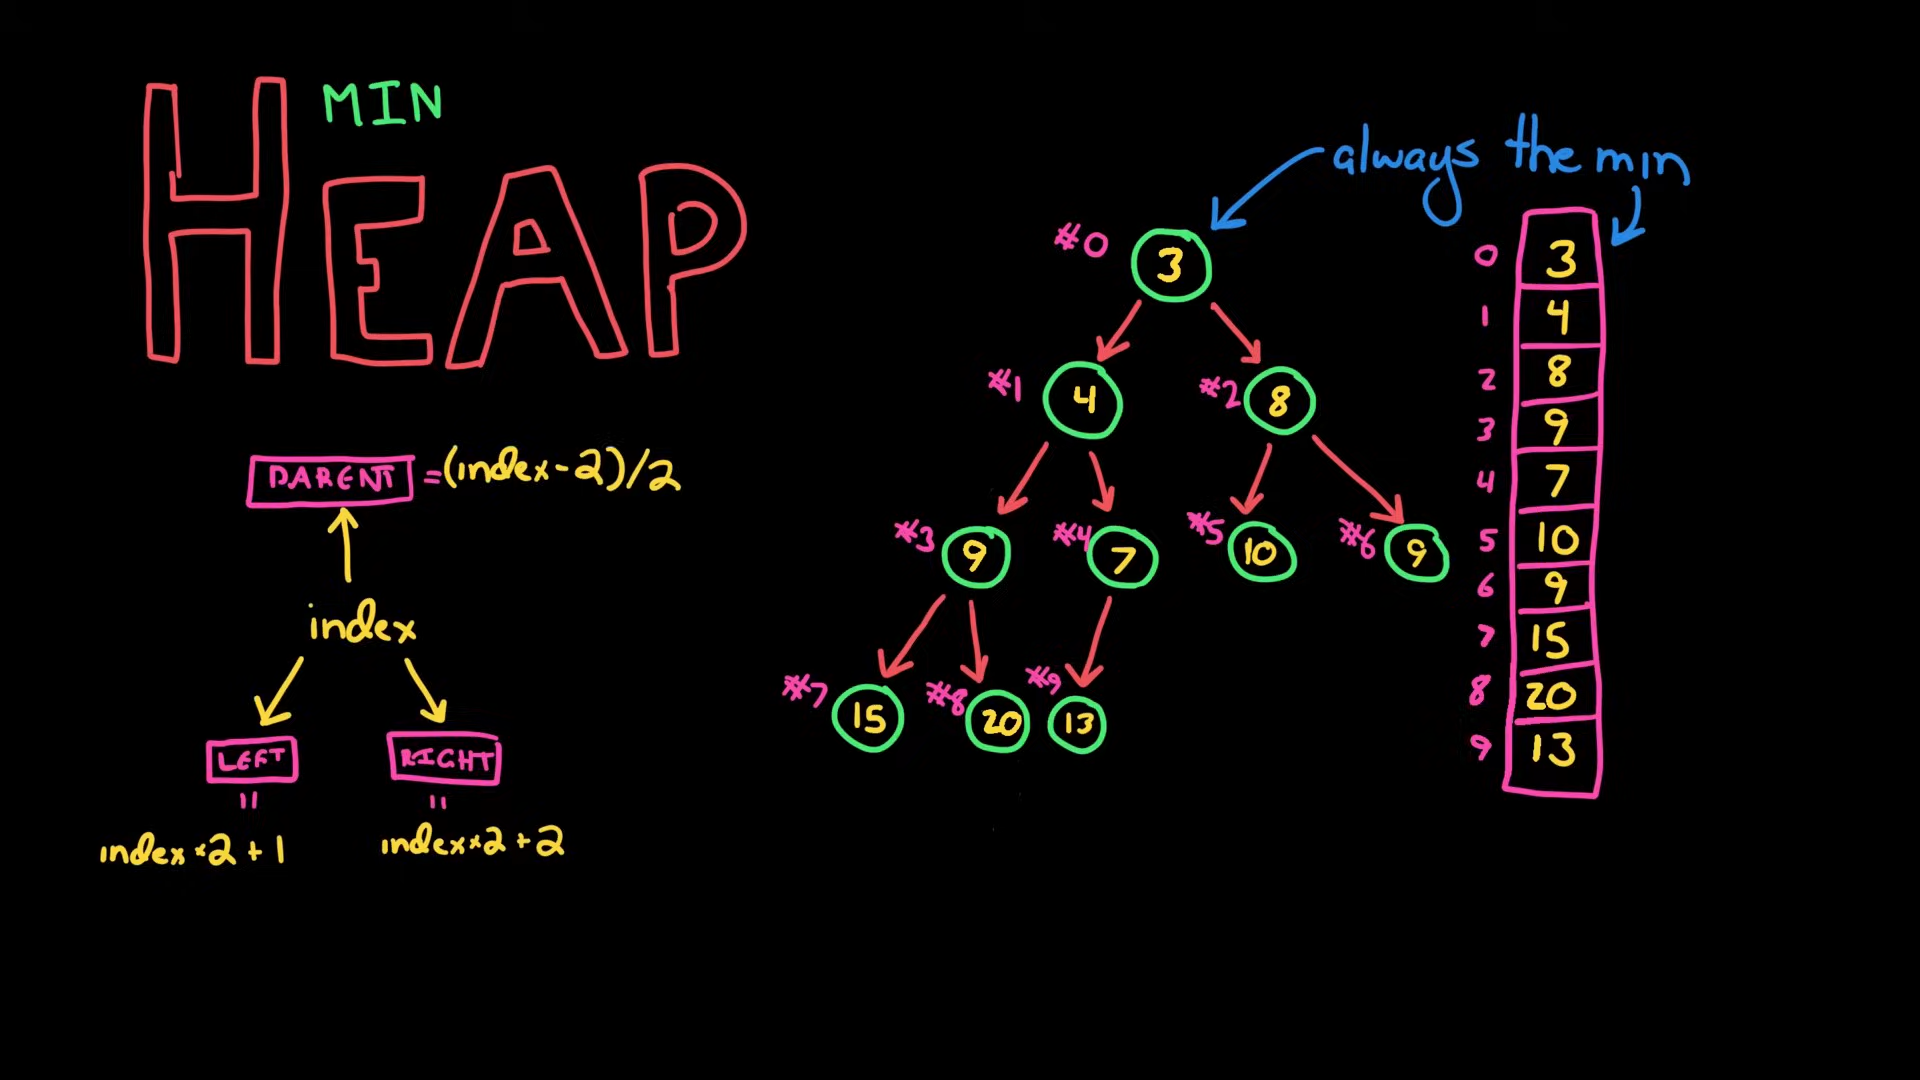 MIN
HEAP
PARENT =(index-2)/2
index
LEFT RIGHT
= =
index*2+1 index*2+2
always the min
#0 3
#1 4 #2 8
#3 9 #4 7 #5 10 #6 9
#7 15 #8 20 #9 13
0 3
1 4
2 8
3 9
4 7
5 10
6 9
7 15
8 20
9 13